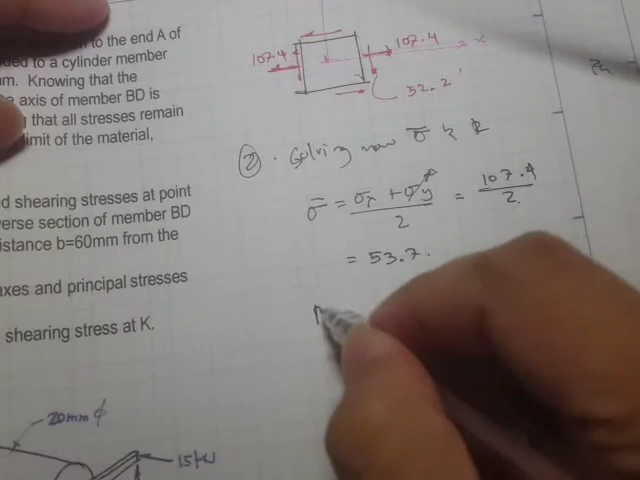 to the end A of
ded to a cylinder member
m. Knowing that the
e axis of member BD is
that all stresses remain
limit of the material,
d shearing stresses at point
verse section of member BD
istance b=60mm from the
axes and principal stresses
shearing stress at K.
107.4
107.4
x
52.2
② . Solving now σ̄ & R
σ̄ = σx + σy / 2 = 107.4 / 2
= 53.7.
20mm ϕ
15kN